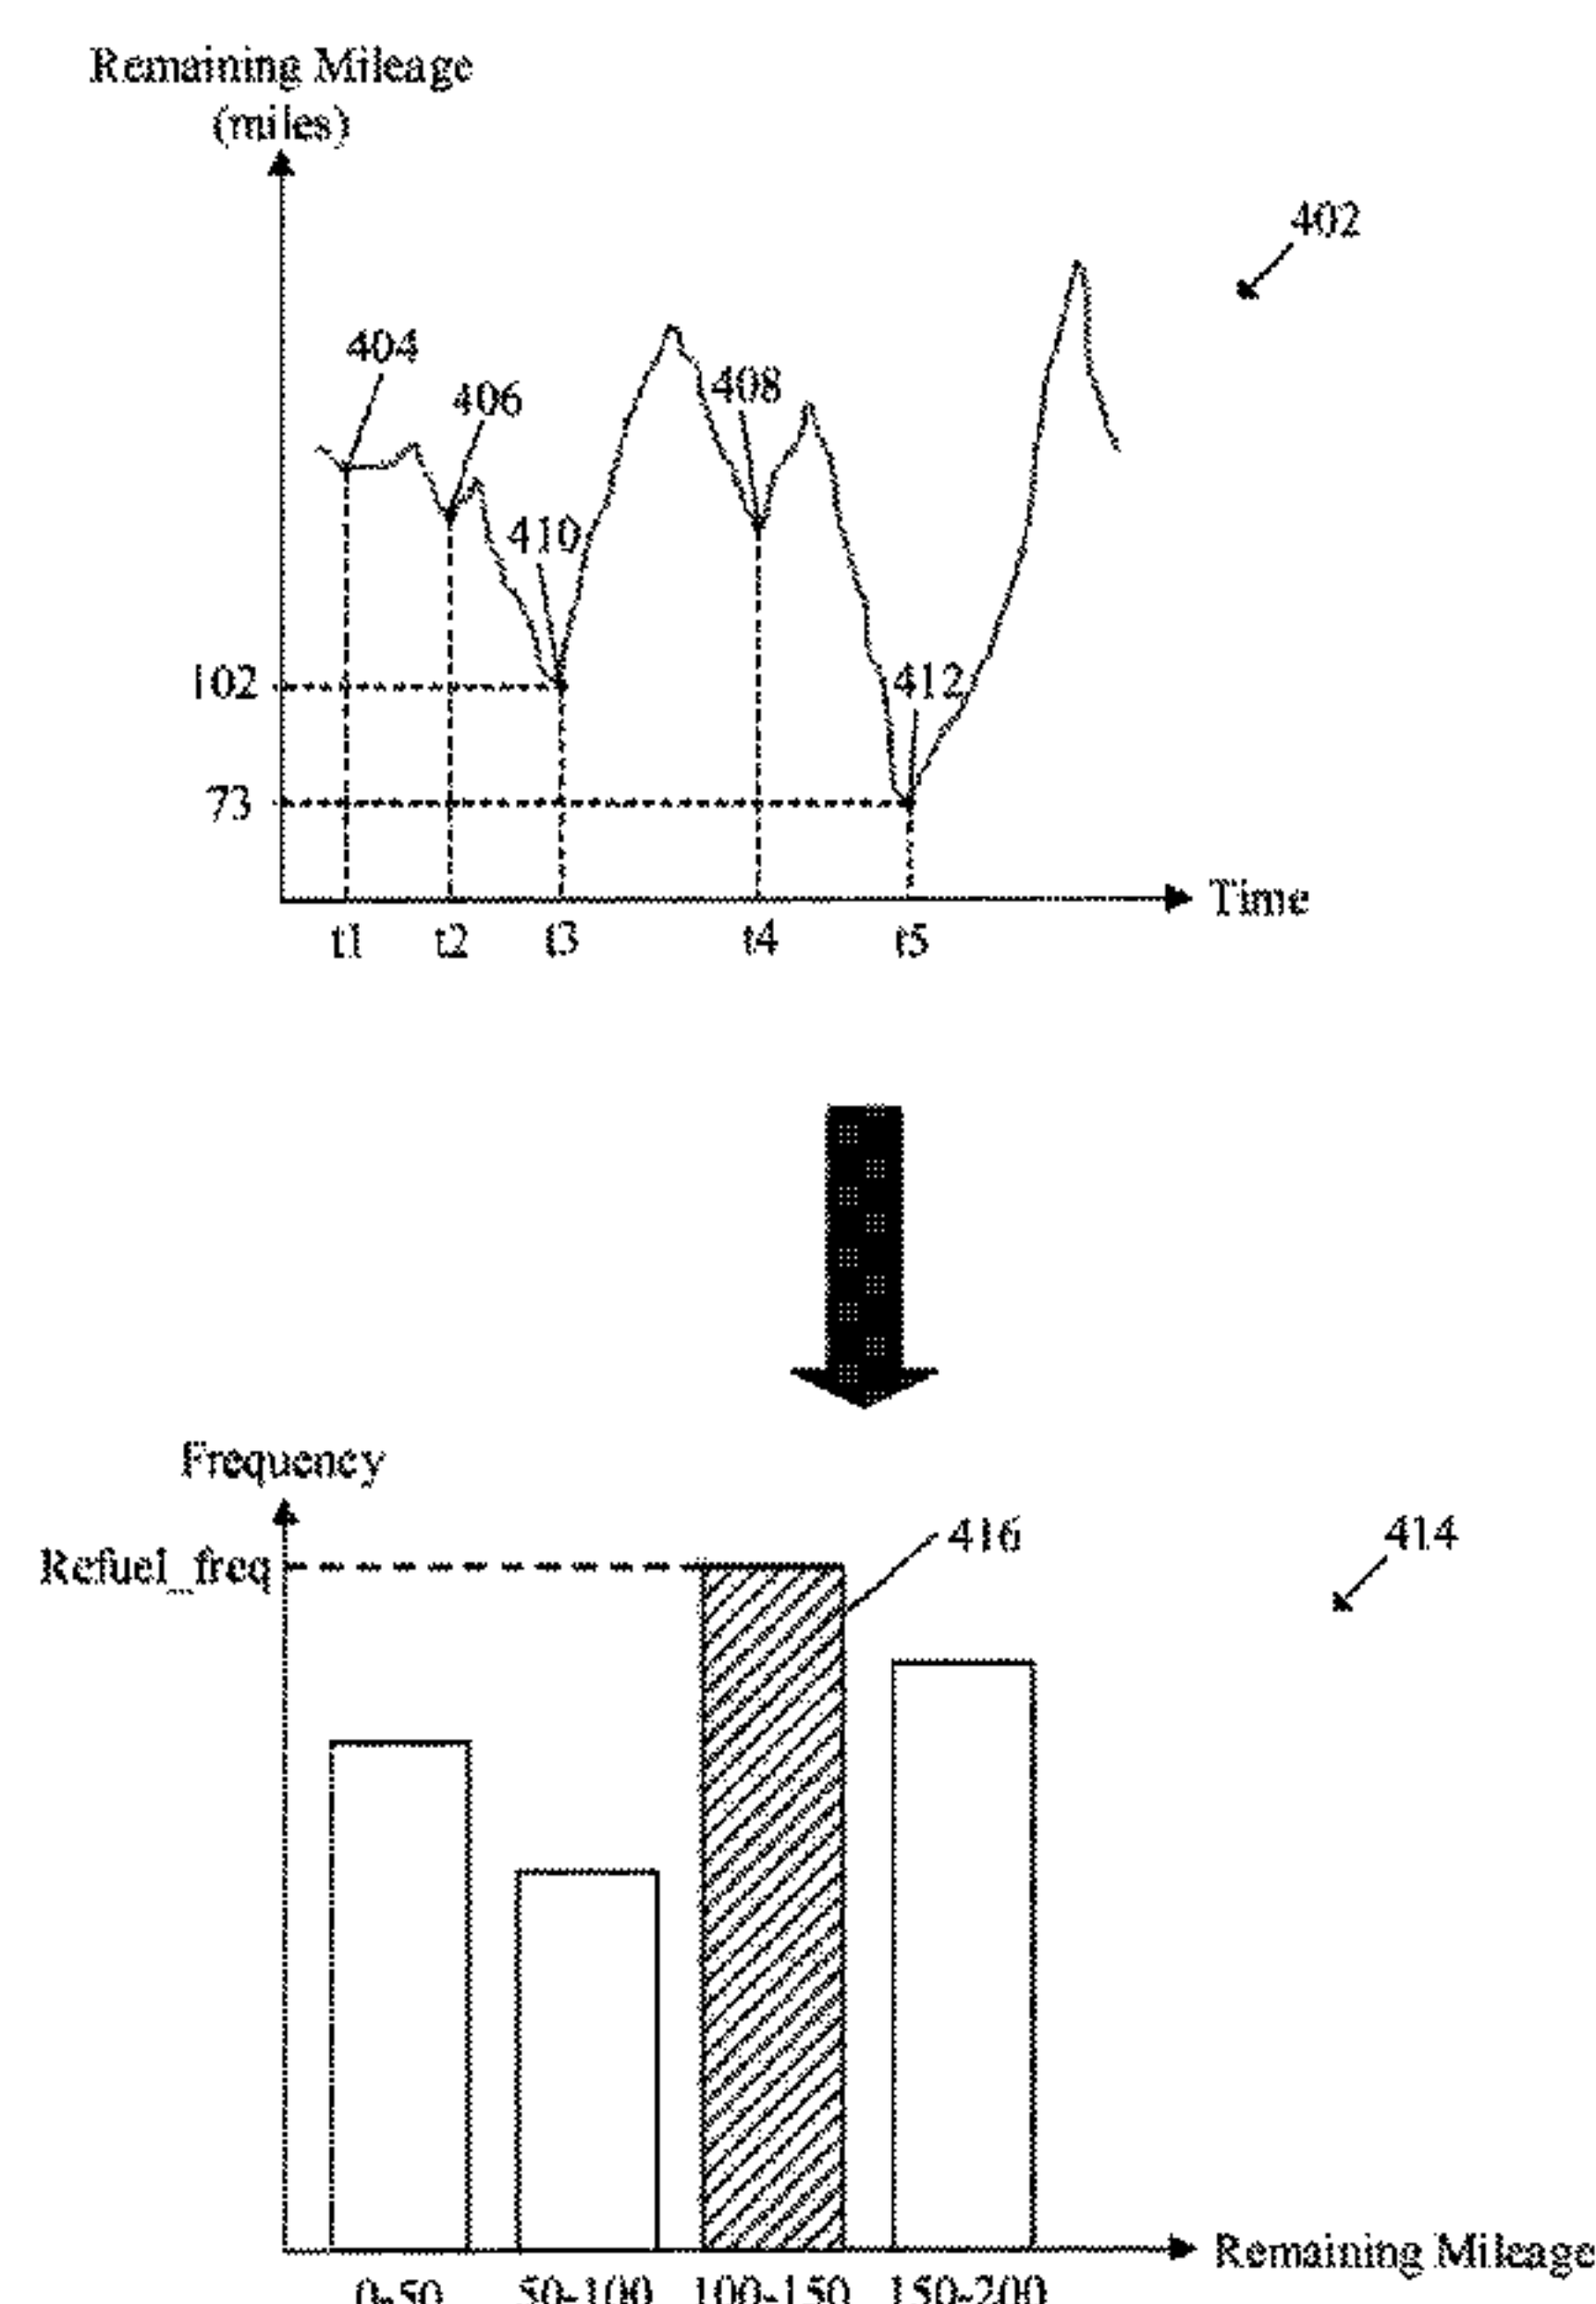 Remaining Mileage
(miles)
402
404
406
408
410
102
412
73
Time
t1 t2 t3 t4 t5
Frequency
Refuel_freq
416
414
Remaining Mileage
0-50 50-100 100-150 150-200